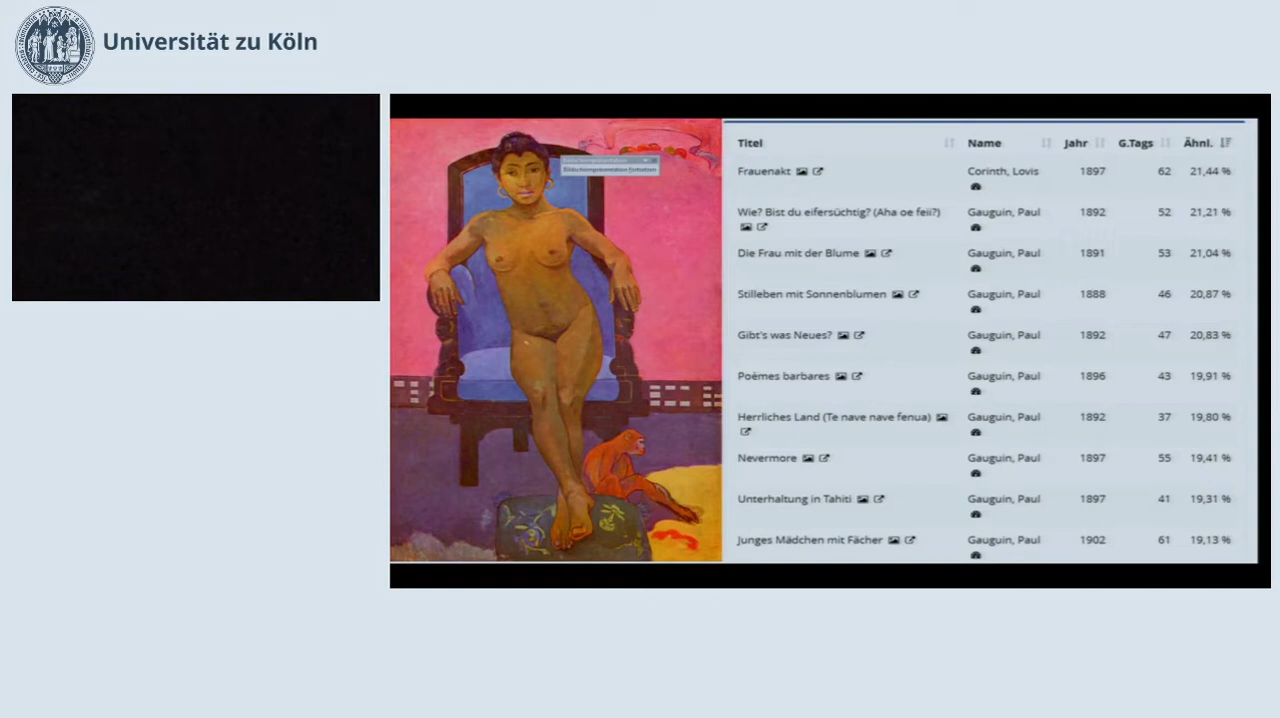 Universität zu Köln
Bildschirmpräsentation fortsetzen
Titel Name Jahr G.Tags Ähnl.
Frauenakt Corinth, Lovis 1897 62 21,44 %
Wie? Bist du eifersüchtig? (Aha oe feii?) Gauguin, Paul 1892 52 21,21 %
Die Frau mit der Blume Gauguin, Paul 1891 53 21,04 %
Stilleben mit Sonnenblumen Gauguin, Paul 1888 46 20,87 %
Gibt's was Neues? Gauguin, Paul 1892 47 20,83 %
Poèmes barbares Gauguin, Paul 1896 43 19,91 %
Herrliches Land (Te nave nave fenua) Gauguin, Paul 1892 37 19,80 %
Nevermore Gauguin, Paul 1897 55 19,41 %
Unterhaltung in Tahiti Gauguin, Paul 1897 41 19,31 %
Junges Mädchen mit Fächer Gauguin, Paul 1902 61 19,13 %